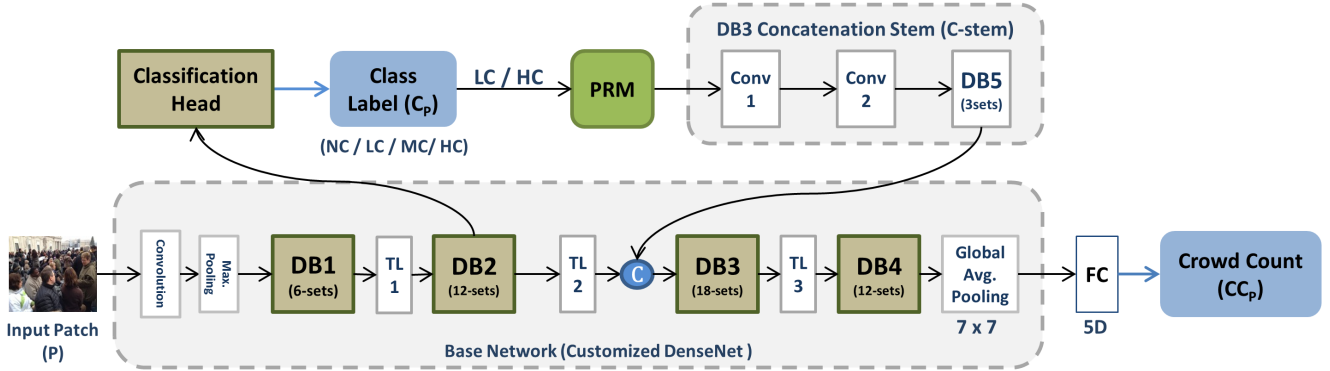 DB3 Concatenation Stem (C-stem)
Classification
Head
Class
Label (CP)
(NC / LC / MC/ HC)
LC / HC
PRM
Conv
1
Conv
2
DB5
(3sets)
Input Patch
(P)
Convolution
Max.
Pooling
DB1
(6-sets)
TL
1
DB2
(12-sets)
TL
2
C
DB3
(18-sets)
TL
3
DB4
(12-sets)
Global
Avg.
Pooling
7 x 7
FC
5D
Crowd Count
(CCP)
Base Network (Customized DenseNet )